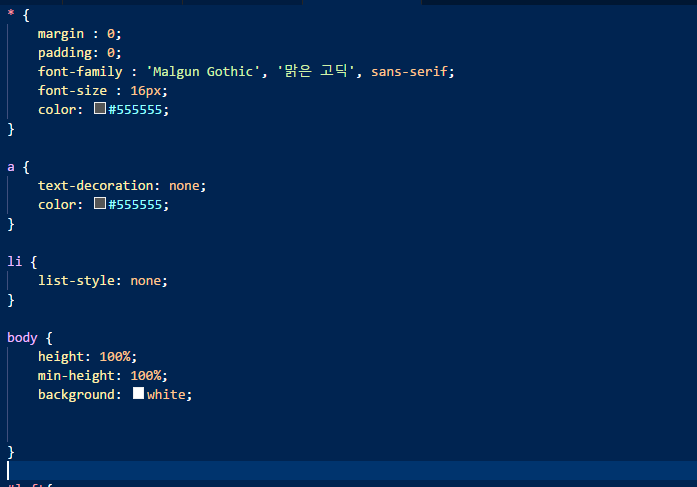 * {
margin : 0;
padding: 0;
font-family : 'Malgun Gothic', '맑은 고딕', sans-serif;
font-size : 16px;
color: #555555;
}
a {
text-decoration: none;
color: #555555;
}
li {
list-style: none;
}
body {
height: 100%;
min-height: 100%;
background: white;
}